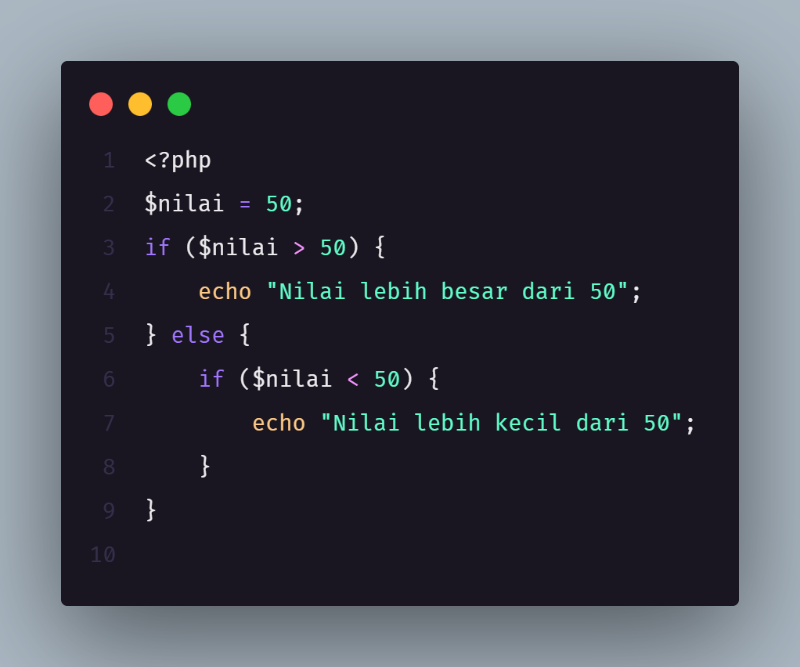 1 <?php
2 $nilai = 50;
3 if ($nilai > 50) {
4     echo "Nilai lebih besar dari 50";
5 } else {
6     if ($nilai < 50) {
7         echo "Nilai lebih kecil dari 50";
8     }
9 }
10